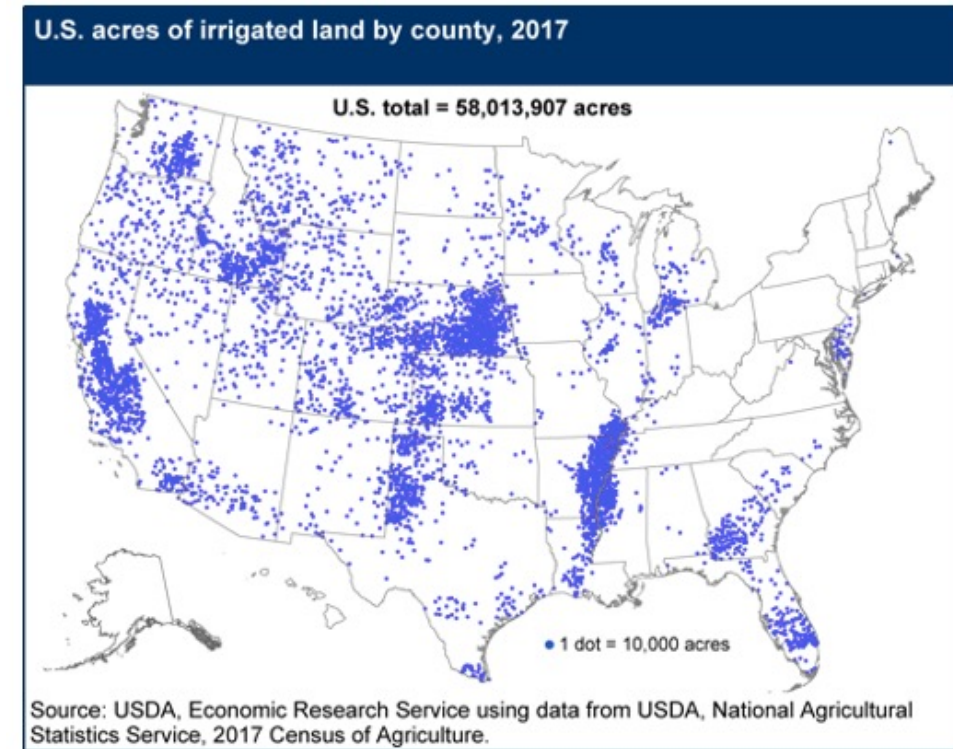 U.S. acres of irrigated land by county, 2017
U.S. total = 58,013,907 acres
1 dot = 10,000 acres
Source: USDA, Economic Research Service using data from USDA, National Agricultural
Statistics Service, 2017 Census of Agriculture.